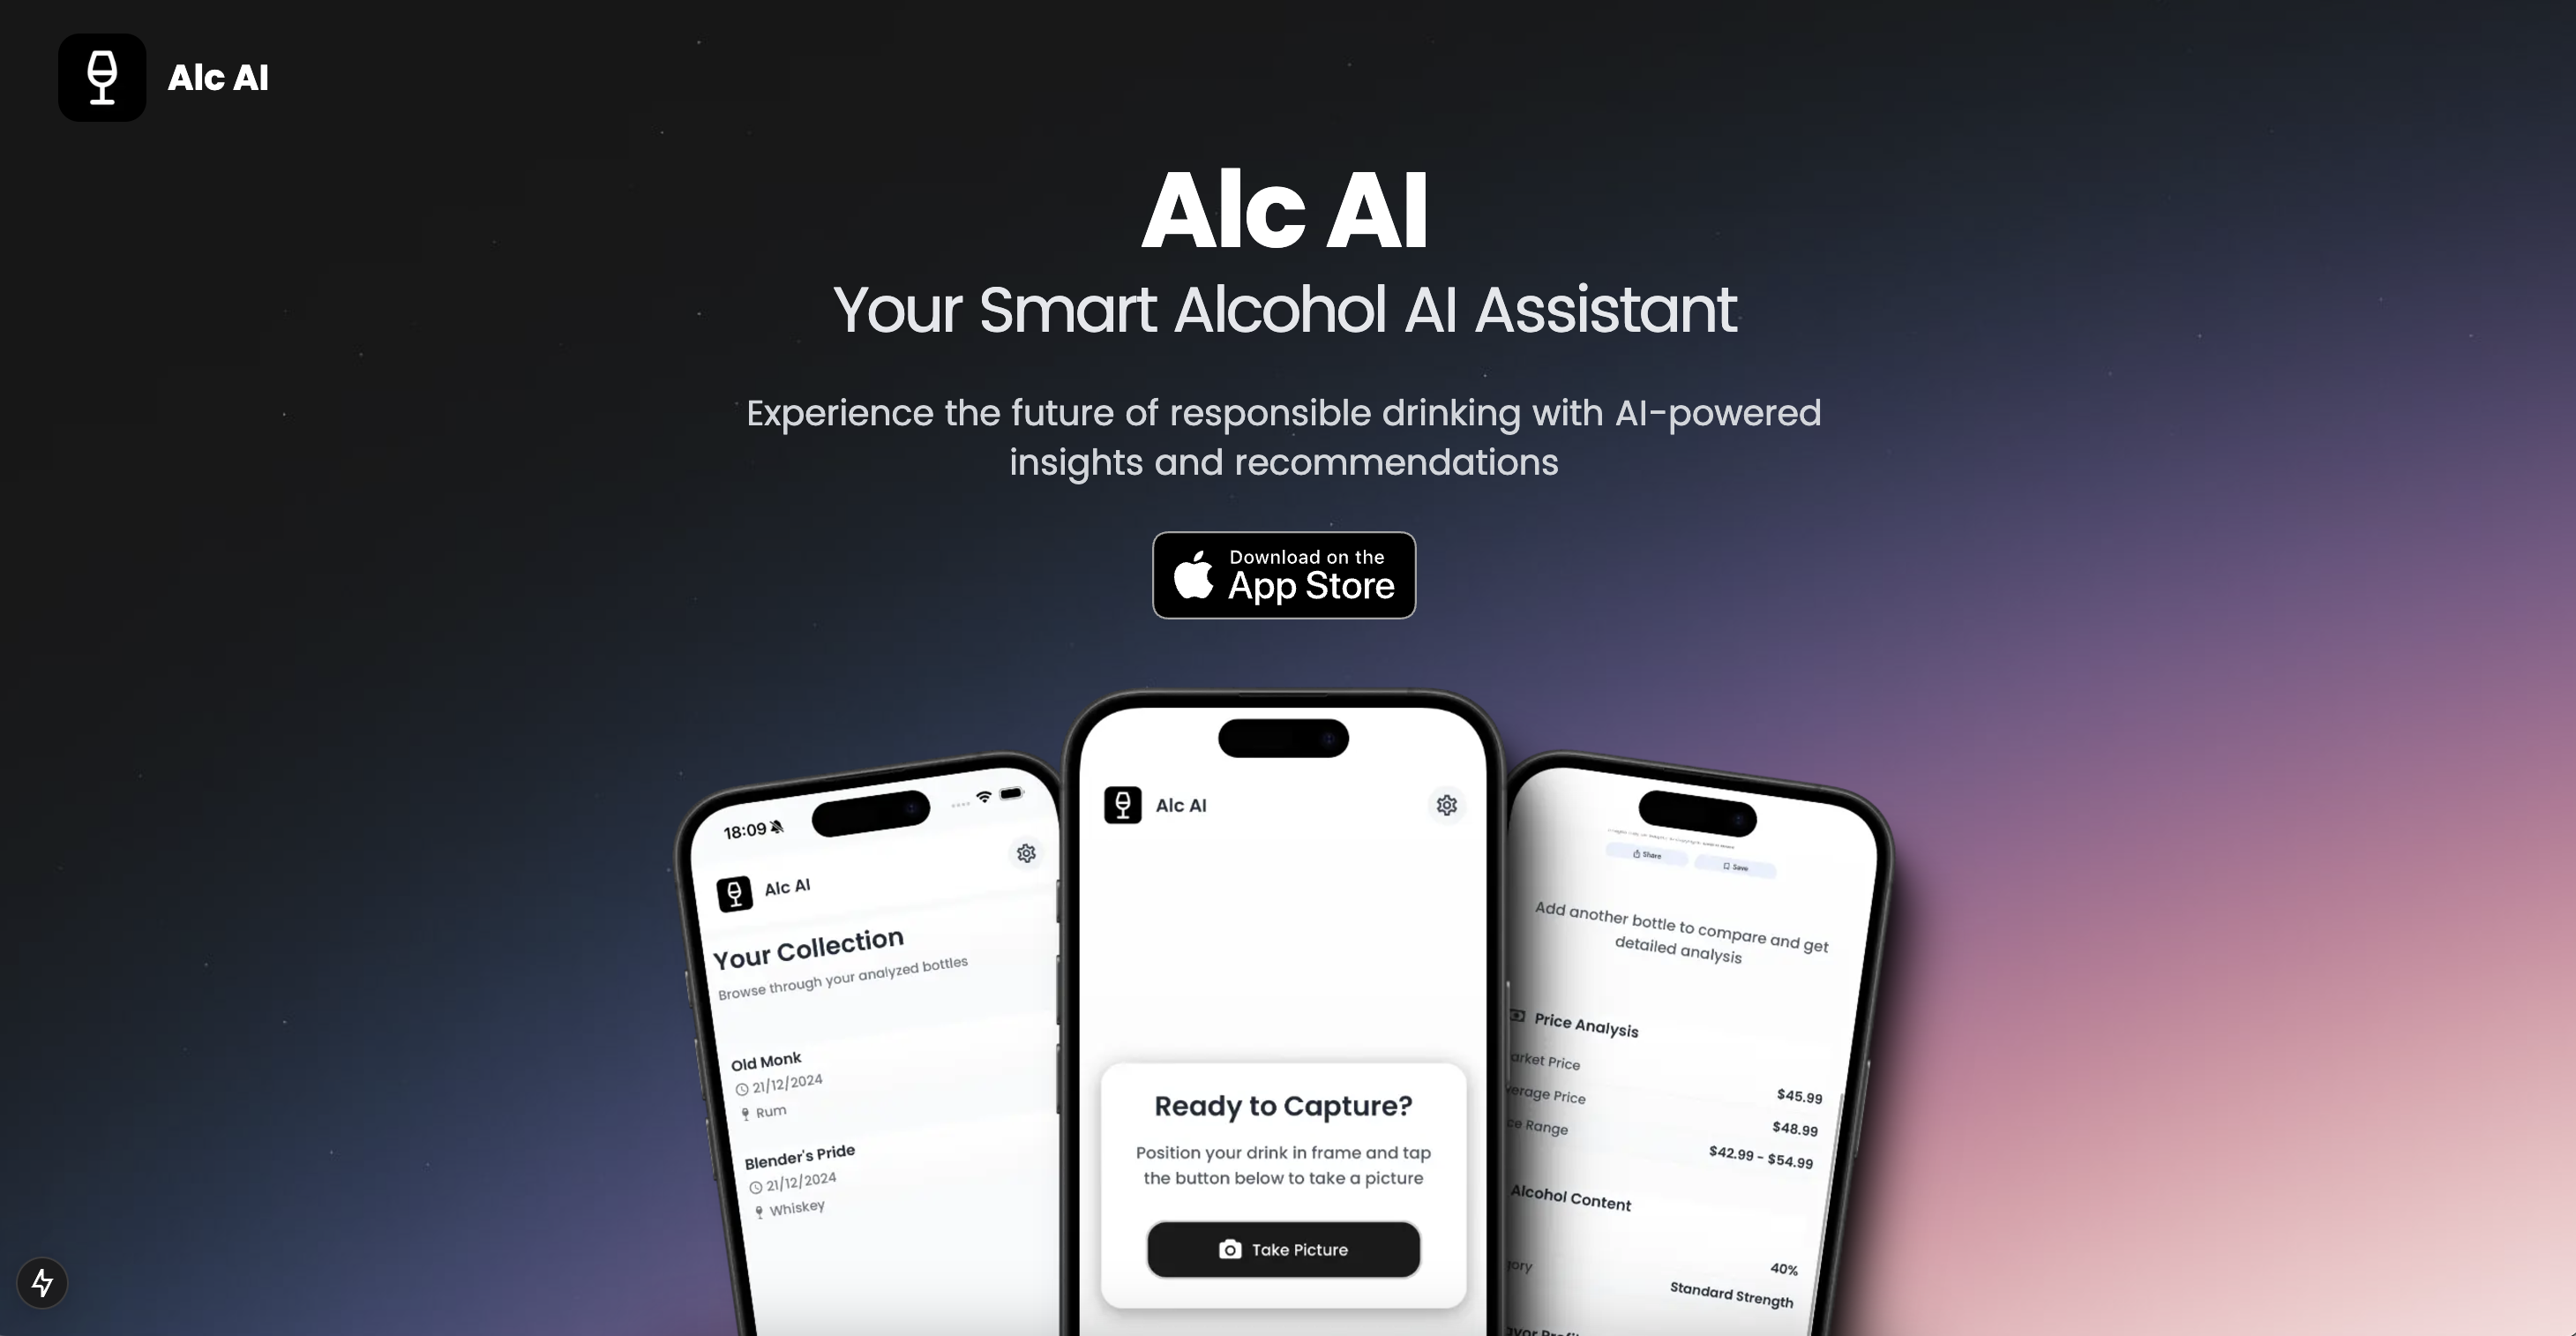 Alc AI
Alc AI
Your Smart Alcohol AI Assistant
Experience the future of responsible drinking with AI-powered
insights and recommendations
Download on the
App Store
18:09
Alc AI
Your Collection
Browse through your analyzed bottles
Old Monk
21/12/2024
Rum
Blender's Pride
21/12/2024
Whiskey
Alc AI
Ready to Capture?
Position your drink in frame and tap
the button below to take a picture
Take Picture
Share
Save
Add another bottle to compare and get
detailed analysis
Price Analysis
arket Price
$45.99
verage Price
$48.99
ce Range
$42.99 - $54.99
Alcohol Content
40%
gory
Standard Strength